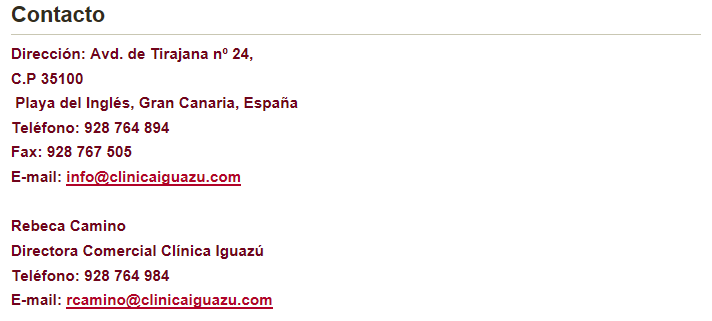 Contacto
Dirección: Avd. de Tirajana nº 24,
C.P 35100
Playa del Inglés, Gran Canaria, España
Teléfono: 928 764 894
Fax: 928 767 505
E-mail: info@clinicaiguazu.com
Rebeca Camino
Directora Comercial Clínica Iguazú
Teléfono: 928 764 984
E-mail: rcamino@clinicaiguazu.com